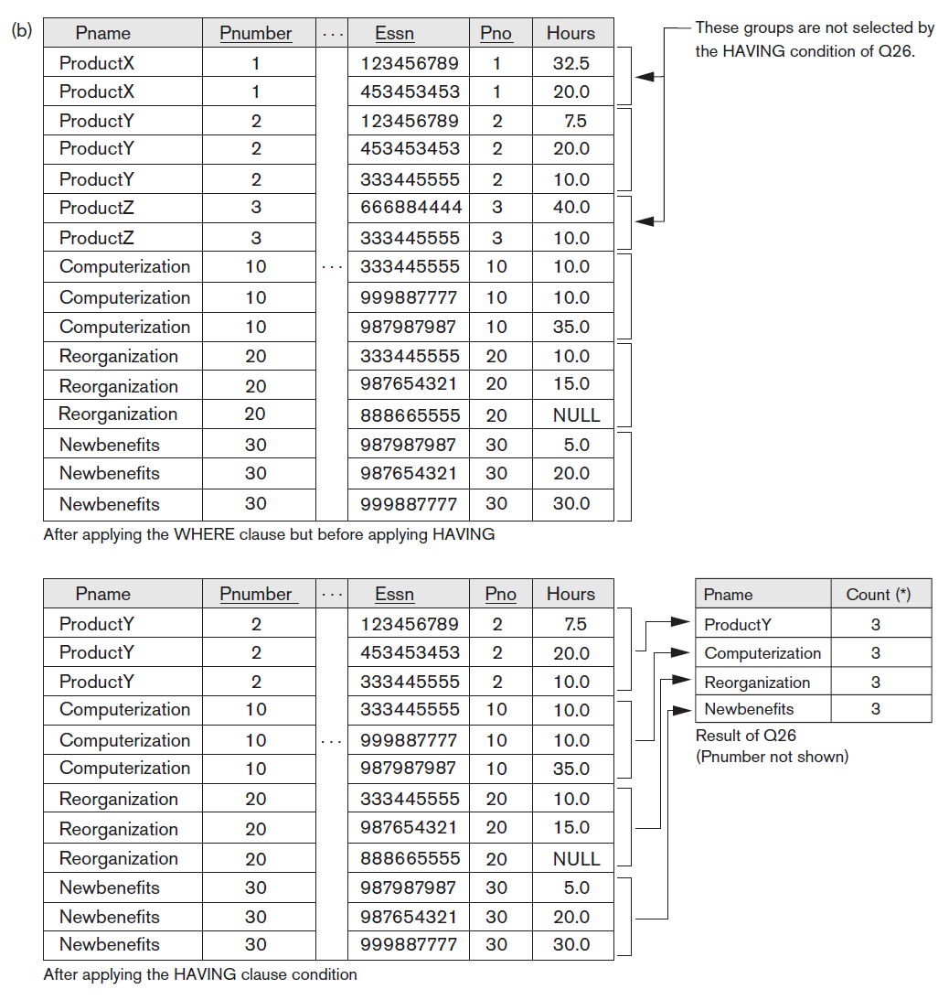 (b)
Pname Pnumber ... Essn Pno Hours
ProductX 1 123456789 1 32.5
ProductX 1 453453453 1 20.0
ProductY 2 123456789 2 7.5
ProductY 2 453453453 2 20.0
ProductY 2 333445555 2 10.0
ProductZ 3 666884444 3 40.0
ProductZ 3 333445555 3 10.0
Computerization 10 ... 333445555 10 10.0
Computerization 10 999887777 10 10.0
Computerization 10 987987987 10 35.0
Reorganization 20 333445555 20 10.0
Reorganization 20 987654321 20 15.0
Reorganization 20 888665555 20 NULL
Newbenefits 30 987987987 30 5.0
Newbenefits 30 987654321 30 20.0
Newbenefits 30 999887777 30 30.0
After applying the WHERE clause but before applying HAVING
These groups are not selected by
the HAVING condition of Q26.
Pname Pnumber ... Essn Pno Hours
ProductY 2 123456789 2 7.5
ProductY 2 453453453 2 20.0
ProductY 2 333445555 2 10.0
Computerization 10 333445555 10 10.0
Computerization 10 ... 999887777 10 10.0
Computerization 10 987987987 10 35.0
Reorganization 20 333445555 20 10.0
Reorganization 20 987654321 20 15.0
Reorganization 20 888665555 20 NULL
Newbenefits 30 987987987 30 5.0
Newbenefits 30 987654321 30 20.0
Newbenefits 30 999887777 30 30.0
After applying the HAVING clause condition
Pname Count (*)
ProductY 3
Computerization 3
Reorganization 3
Newbenefits 3
Result of Q26
(Pnumber not shown)